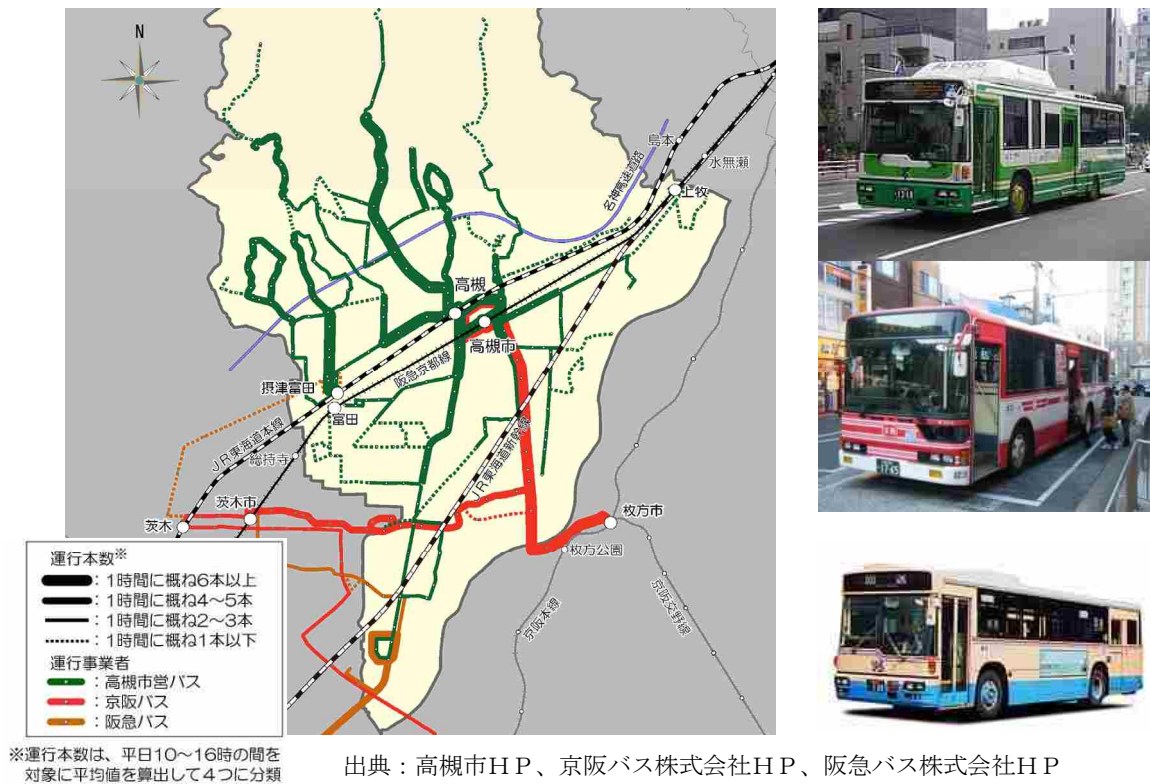 N
島本
水無瀬
名神高速道路
上牧
高槻
高槻市
阪急京都線
摂津富田
富田
JR東海道本線
総持寺
JR東海道新幹線
茨木市
茨木
枚方市
枚方公園
京阪本線
京阪交野線
運行本数※
：1時間に概ね6本以上
：1時間に概ね4～5本
：1時間に概ね2～3本
：1時間に概ね1本以下
運行事業者
：高槻市営バス
：京阪バス
：阪急バス
※運行本数は、平日10～16時の間を
対象に平均値を算出して4つに分類
出典：高槻市ＨＰ、京阪バス株式会社ＨＰ、阪急バス株式会社ＨＰ